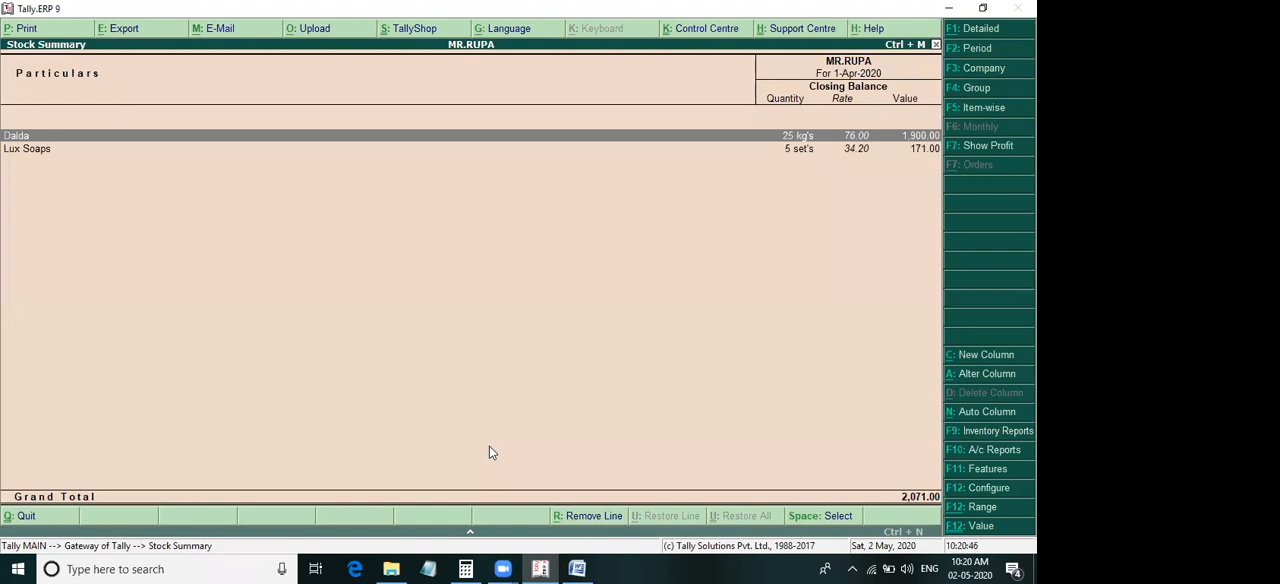 Tally.ERP 9
P: Print E: Export M: E-Mail O: Upload S: TallyShop G: Language K: Keyboard K: Control Centre H: Support Centre H: Help
Stock Summary MR.RUPA Ctrl + M
Particulars
MR.RUPA
For 1-Apr-2020
Closing Balance
Quantity Rate Value
Dalda 25 kg's 76.00 1,900.00
Lux Soaps 5 set's 34.20 171.00
Grand Total 2,071.00
Q: Quit R: Remove Line U: Restore Line U: Restore All Space: Select
Ctrl + N
Tally MAIN --> Gateway of Tally --> Stock Summary (c) Tally Solutions Pvt. Ltd., 1988-2017 Sat, 2 May, 2020 10:20:46
F1: Detailed
F2: Period
F3: Company
F4: Group
F5: Item-wise
F6: Monthly
F7: Show Profit
F7: Orders
C: New Column
A: Alter Column
D: Delete Column
N: Auto Column
F9: Inventory Reports
F10: A/c Reports
F11: Features
F12: Configure
F12: Range
F12: Value
Type here to search
ENG
10:20 AM
02-05-2020
4